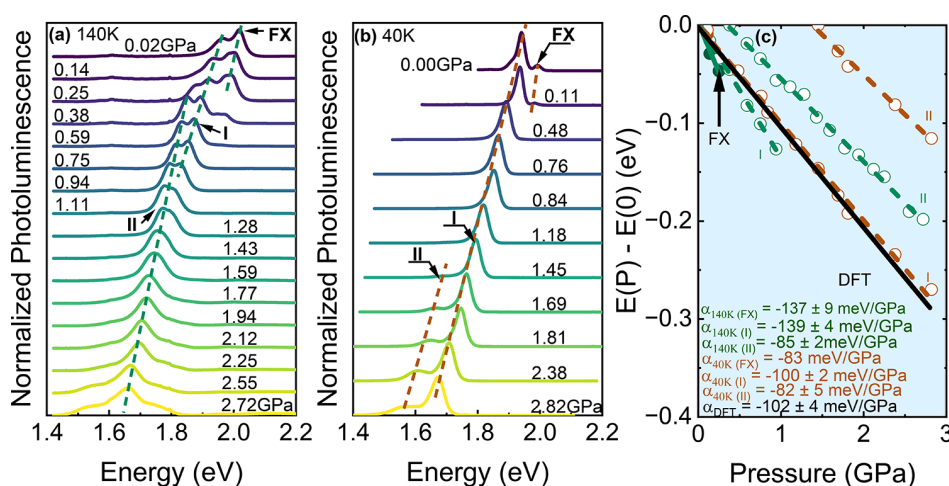 (a) 140K
FX
0.02GPa
0.14
0.25
0.38
I
0.59
0.75
0.94
1.11
II
1.28
1.43
1.59
1.77
1.94
2.12
2.25
2.55
2.72GPa
Normalized Photoluminescence
1.4 1.6 1.8 2.0 2.2
Energy (eV)
(b) 40K
FX
0.00GPa
0.11
0.48
0.76
0.84
1.18
I
1.45
II
1.69
1.81
2.38
2.82GPa
Normalized Photoluminescence
1.4 1.6 1.8 2.0 2.2
Energy (eV)
(c)
FX
I
II
II
I
DFT
α140K (FX) = -137 ± 9 meV/GPa
α140K (I) = -139 ± 4 meV/GPa
α140K (II) = -85 ± 2meV/GPa
α40K (FX) = -83 meV/GPa
α40K (I) = -100 ± 2 meV/GPa
α40K (II) = -82 ± 5 meV/GPa
αDFT = -102 ± 4 meV/GPa
E(P) - E(0) (eV)
−0.0
−0.1
−0.2
−0.3
−0.4
0 1 2 3
Pressure (GPa)